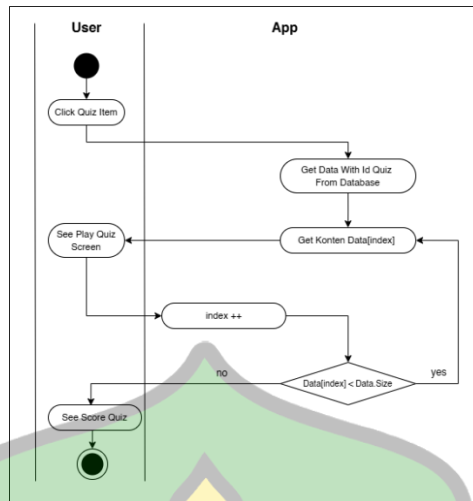 User
App
Click Quiz Item
Get Data With Id Quiz
From Database
See Play Quiz
Screen
Get Konten Data[index]
index ++
no
Data[index] < Data.Size
yes
See Score Quiz